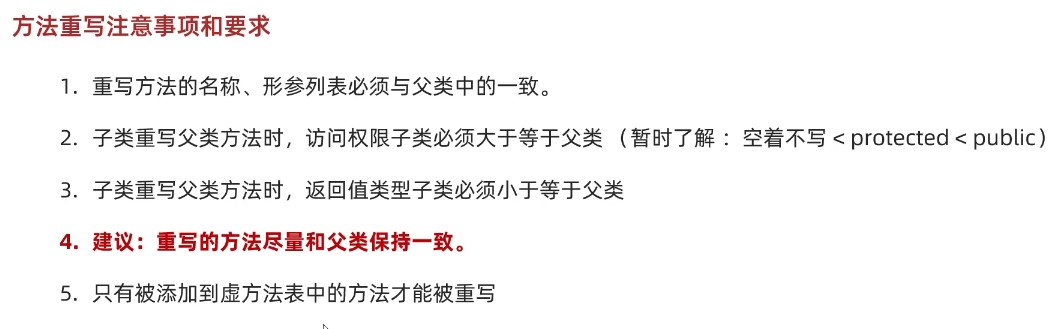 方法重写注意事项和要求
1. 重写方法的名称、形参列表必须与父类中的一致。
2. 子类重写父类方法时，访问权限子类必须大于等于父类 （暂时了解 ：空着不写 < protected < public）
3. 子类重写父类方法时，返回值类型子类必须小于等于父类
4. 建议：重写的方法尽量和父类保持一致。
5. 只有被添加到虚方法表中的方法才能被重写